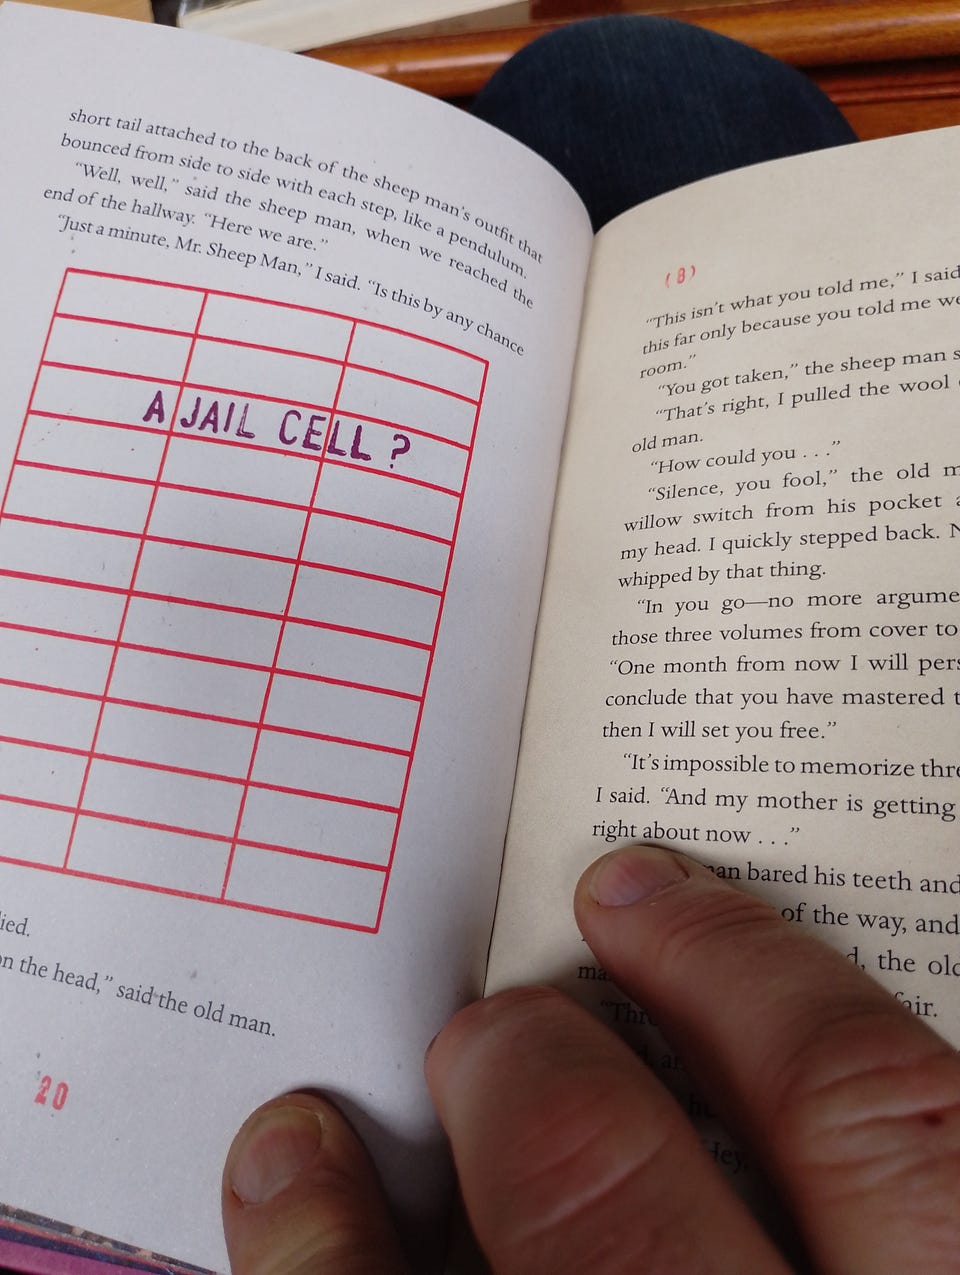 short tail attached to the back of the sheep man's outfit that
bounced from side to side with each step, like a pendulum.
“Well, well,” said the sheep man, when we reached the
end of the hallway. “Here we are.”
“Just a minute, Mr. Sheep Man,” I said. “Is this by any chance
A JAIL CELL ?
ied.
n the head,” said the old man.
20
(8)
“This isn't what you told me,” I said
this far only because you told me we
room.”
“You got taken,” the sheep man s
“That's right, I pulled the wool
old man.
“How could you . . .”
“Silence, you fool,” the old m
willow switch from his pocket a
my head. I quickly stepped back. N
whipped by that thing.
“In you go—no more argume
those three volumes from cover to
“One month from now I will pers
conclude that you have mastered t
then I will set you free.”
“It's impossible to memorize thre
I said. “And my mother is getting
right about now . . .”
an bared his teeth and
of the way, and
d, the old
ma
fair.
“Thr
Hey,